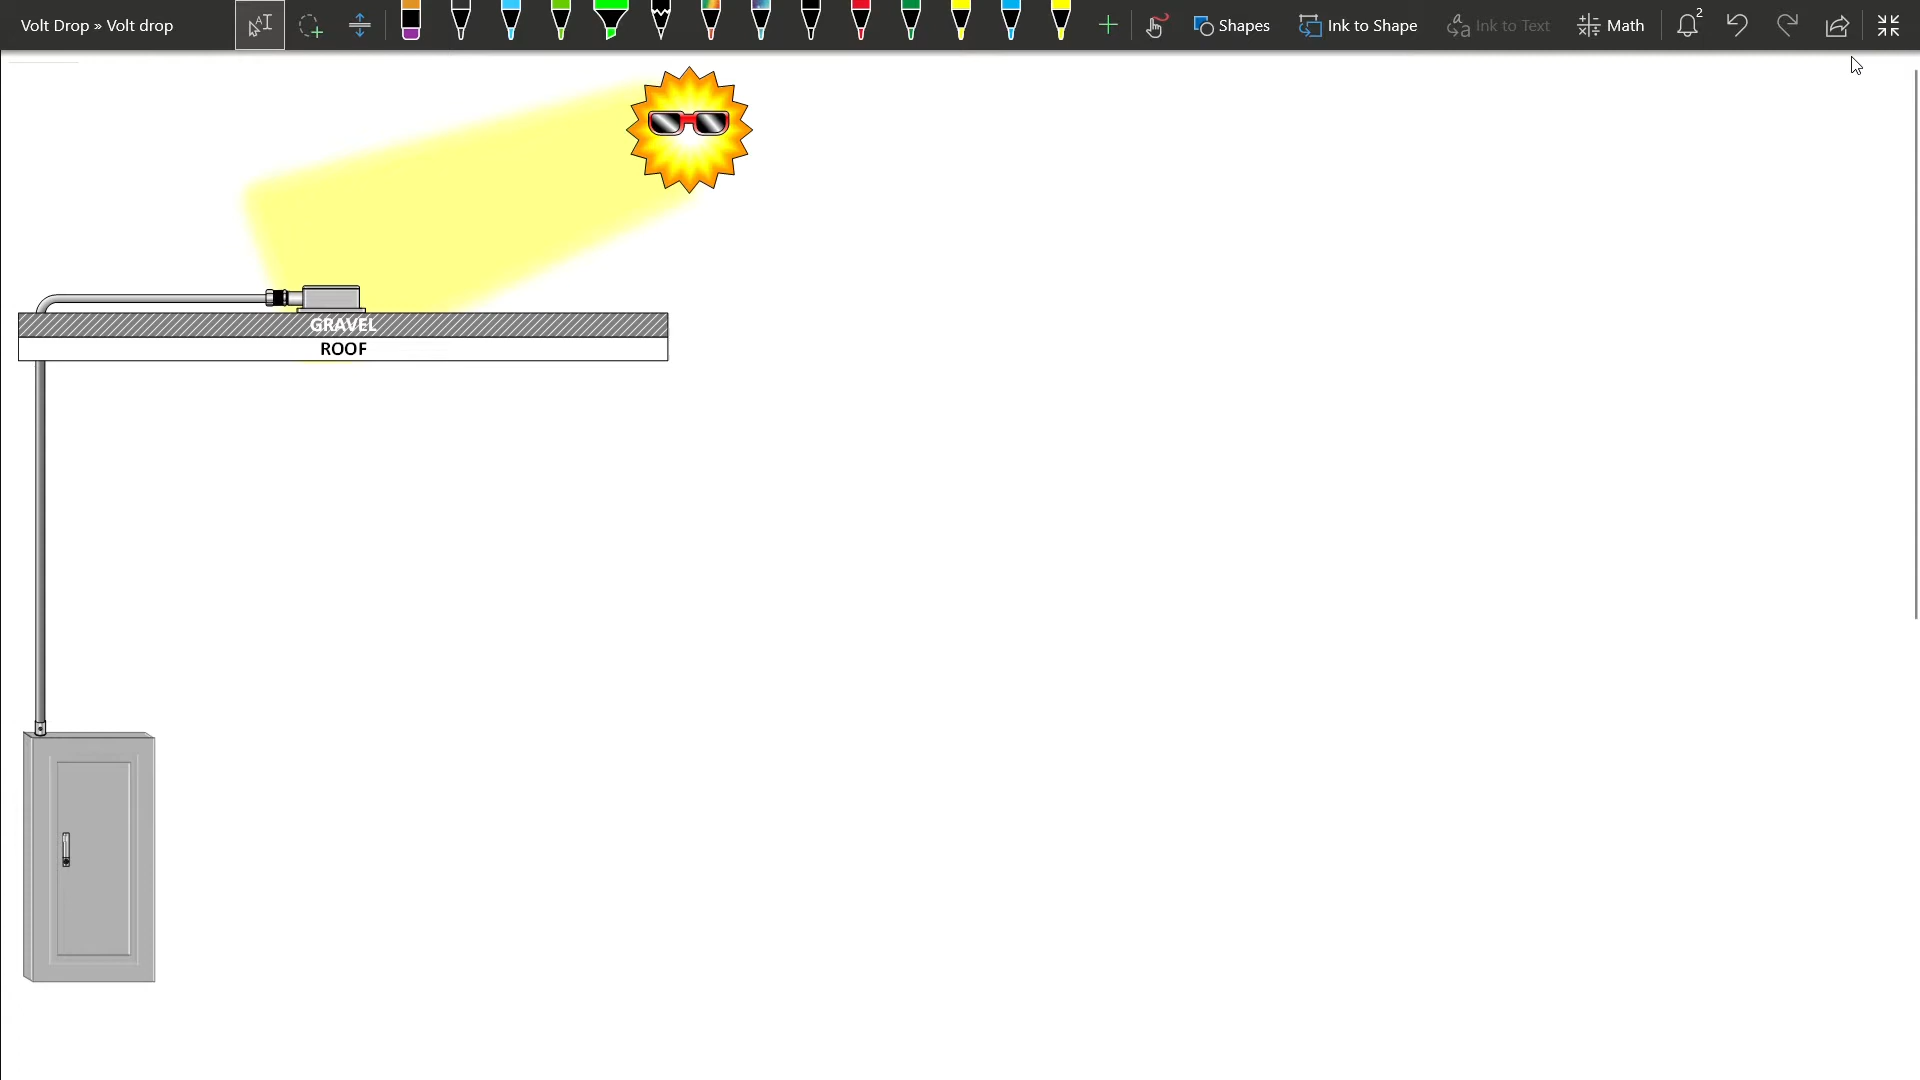 Volt Drop » Volt drop
Shapes
Ink to Shape
Ink to Text
Math
2
GRAVEL
ROOF